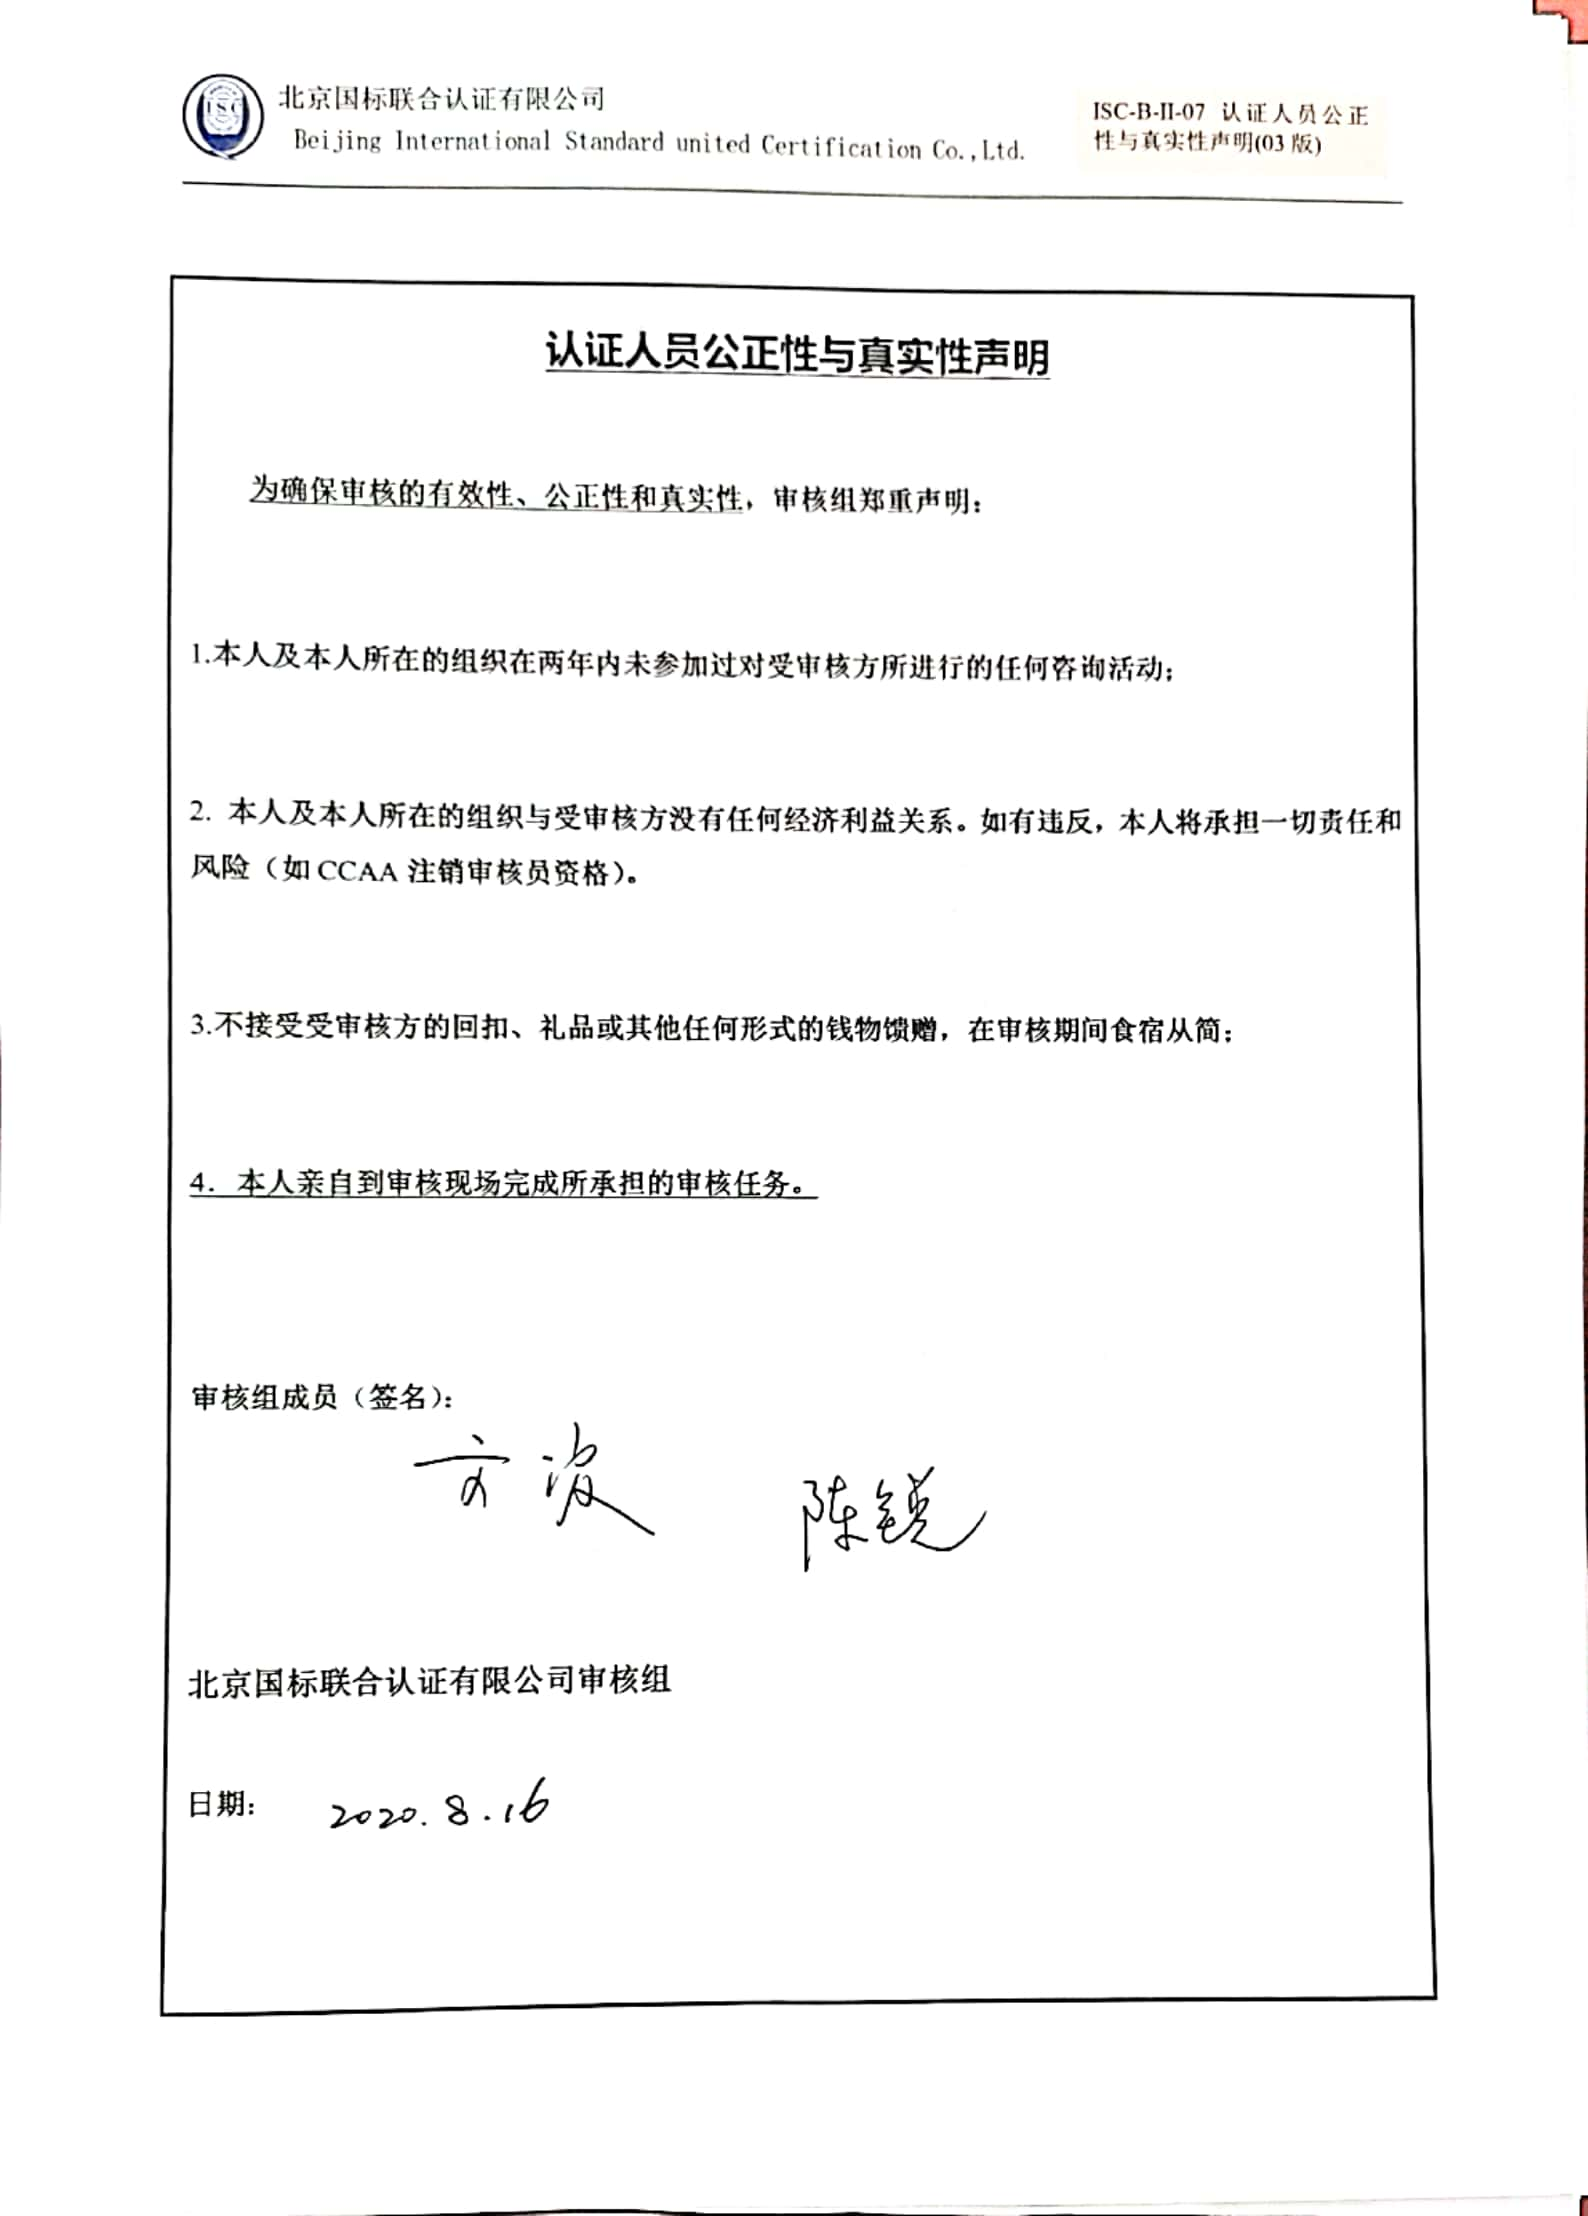 ISC
北京国标联合认证有限公司
Beijing International Standard united Certification Co.,Ltd.
ISC-B-II-07 认证人员公正
性与真实性声明(03版)
认证人员公正性与真实性声明
为确保审核的有效性、公正性和真实性，审核组郑重声明：
1.本人及本人所在的组织在两年内未参加过对受审核方所进行的任何咨询活动；
2. 本人及本人所在的组织与受审核方没有任何经济利益关系。如有违反，本人将承担一切责任和
风险（如 CCAA 注销审核员资格）。
3.不接受受审核方的回扣、礼品或其他任何形式的钱物馈赠，在审核期间食宿从简；
4. 本人亲自到审核现场完成所承担的审核任务。
审核组成员（签名）：
陈锐
北京国标联合认证有限公司审核组
日期： 2020.8.16